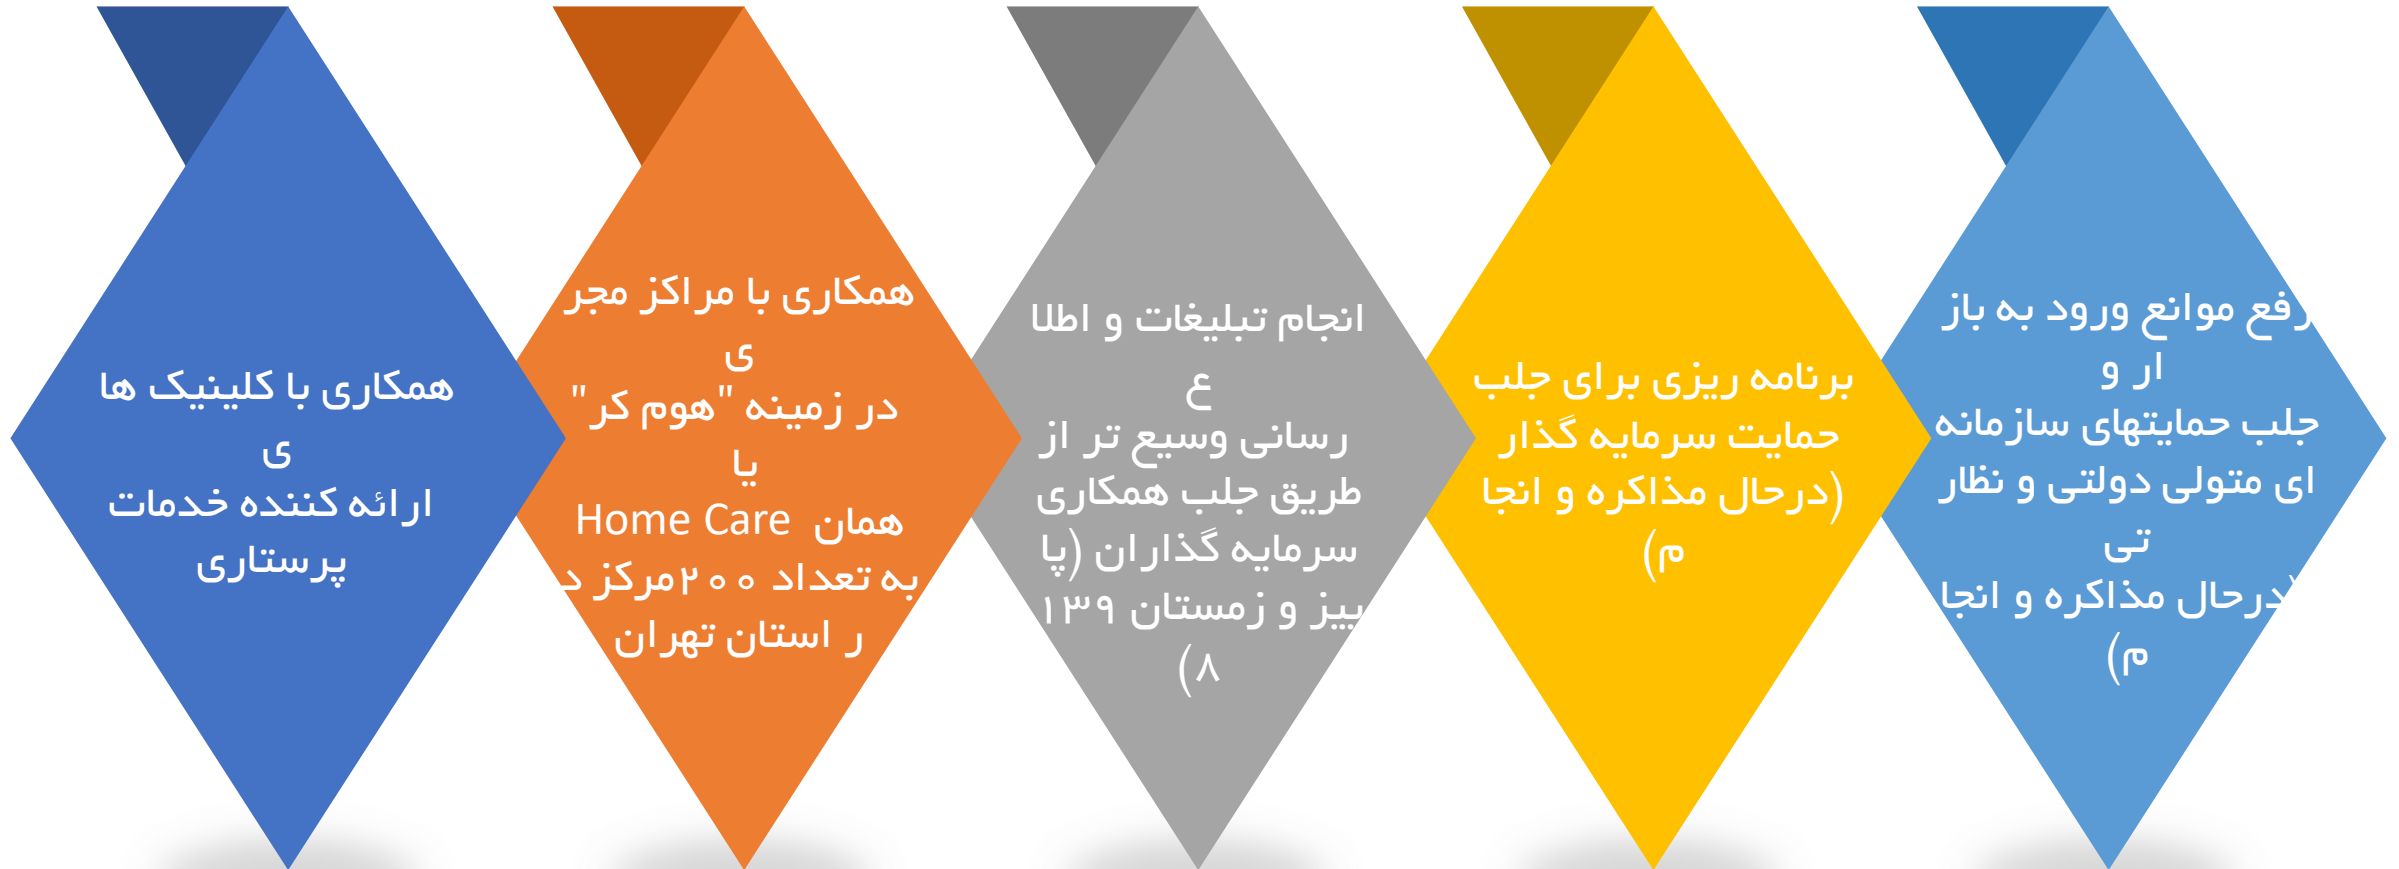 رفع موانع ورود به باز
ار و
جلب حمایتهای سازمانه
ای متولی دولتی و نظار
تی
(درحال مذاکره و انجا
م)
برنامه ریزی برای جلب
حمایت سرمایه گذار
(درحال مذاکره و انجا
م)
انجام تبلیغات و اطلا
ع
رسانی وسیع تر از
طریق جلب همکاری
سرمایه گذاران (پا
ییز و زمستان ۱۳۹
۸)
همکاری با مراکز مجر
ی
در زمینه "هوم کر"
یا
همان Home Care
به تعداد ۲۰۰مرکز د
ر استان تهران
همکاری با کلینیک ها
ی
ارائه کننده خدمات
پرستاری